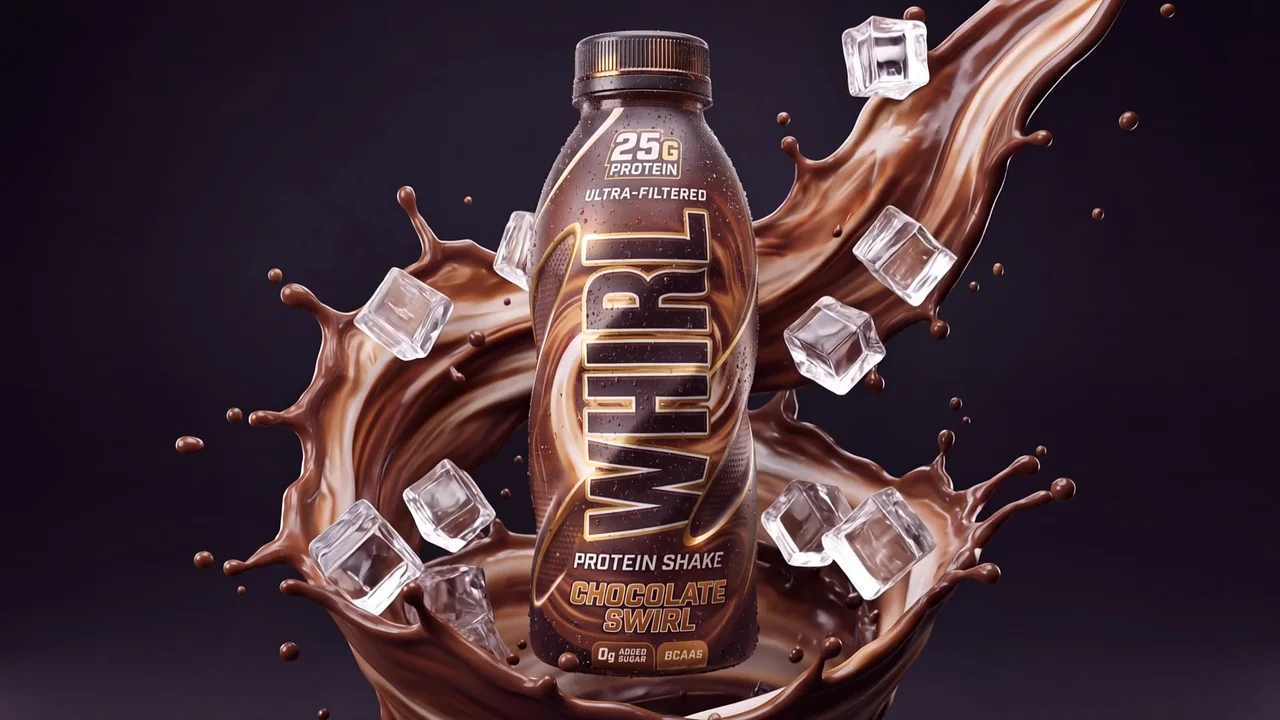 25G
PROTEIN
ULTRA-FILTERED
WHIRL
PROTEIN SHAKE
CHOCOLATE
SWIRL
0g ADDED SUGAR
BCAAS